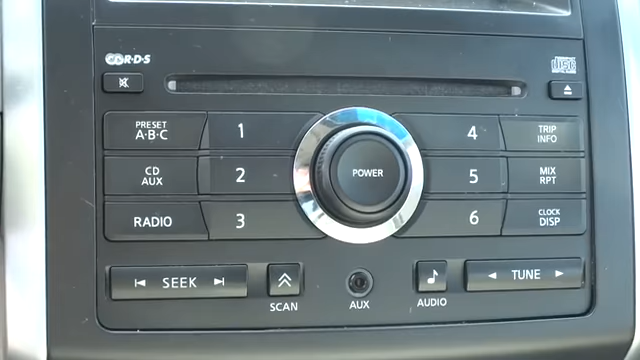 R·D·S
disc
PRESET
A·B·C
1
4
TRIP
INFO
CD
AUX
2
POWER
5
MIX
RPT
RADIO
3
6
CLOCK
DISP
SEEK
TUNE
SCAN
AUX
AUDIO